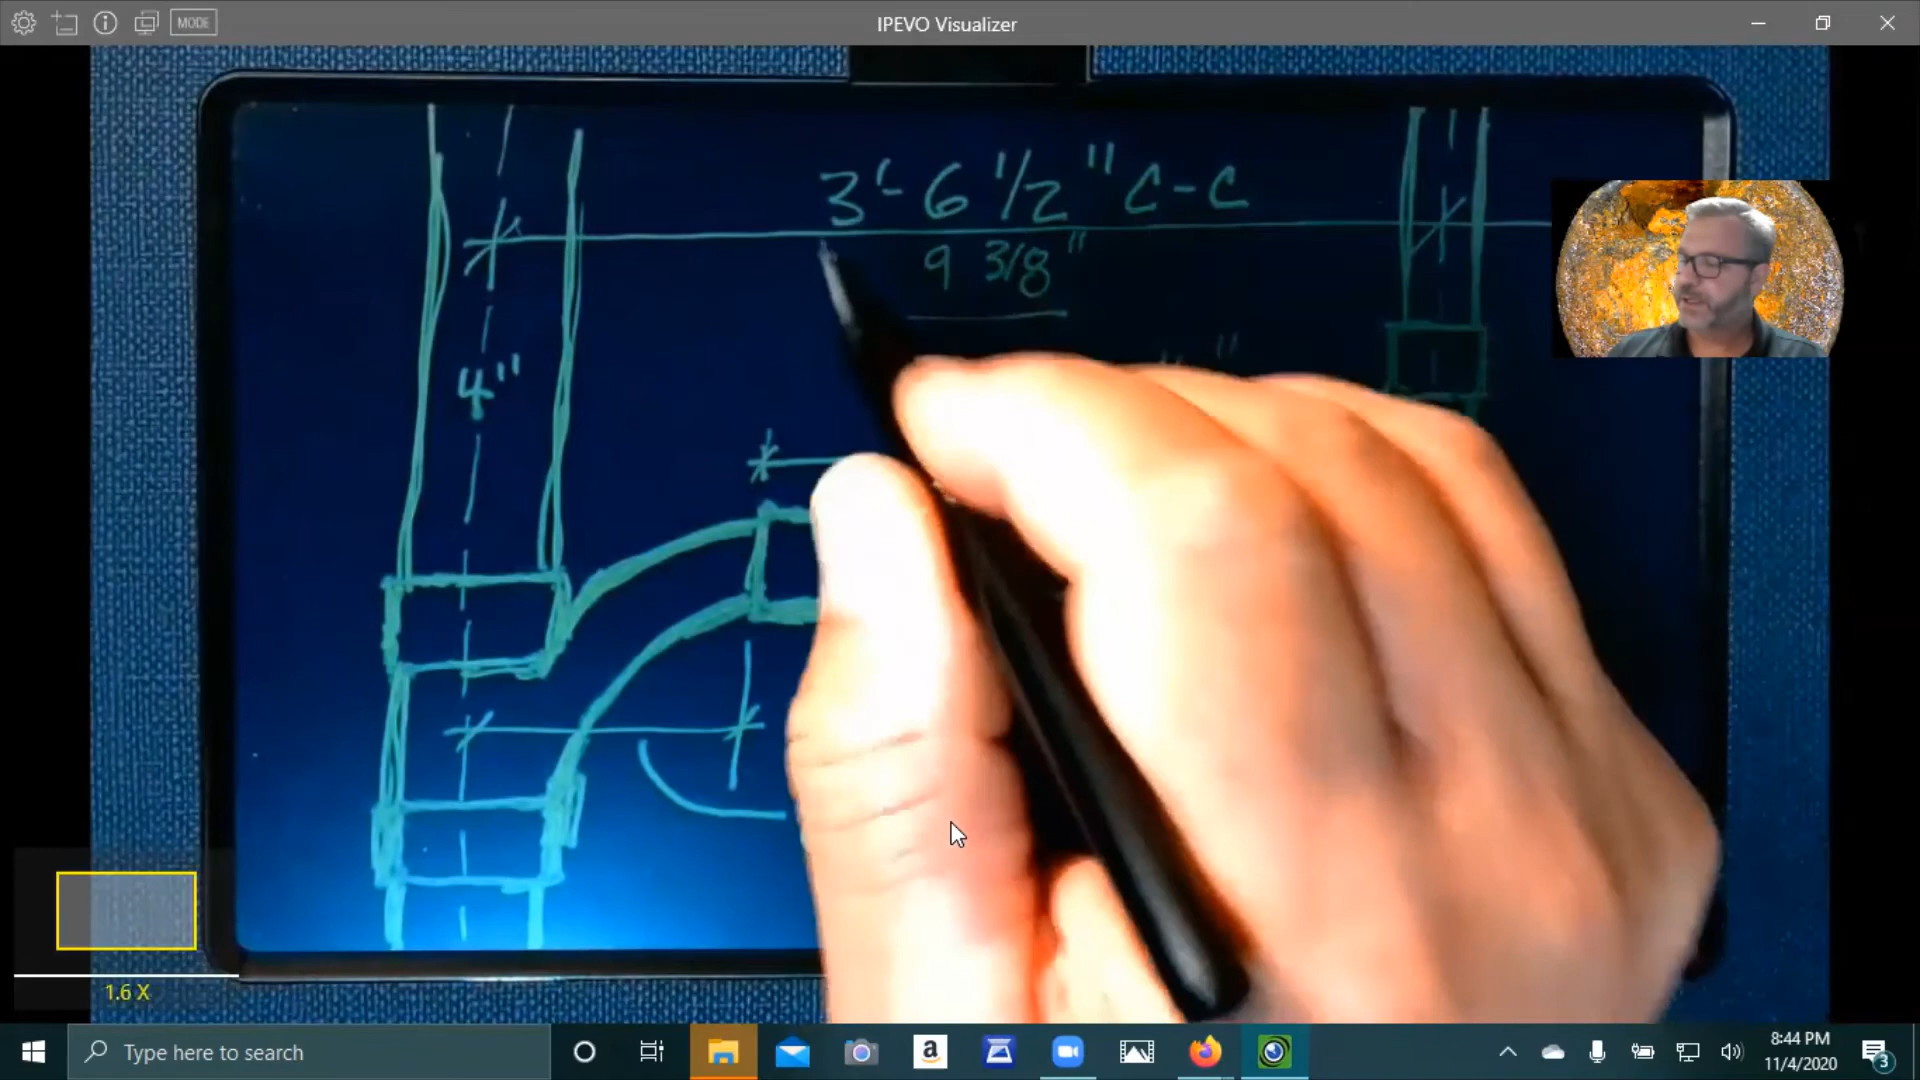 MODE
IPEVO Visualizer
3'-6 1/2" C-C
9 3/8"
4"
1.6 X
Type here to search
a
8:44 PM
11/4/2020
3